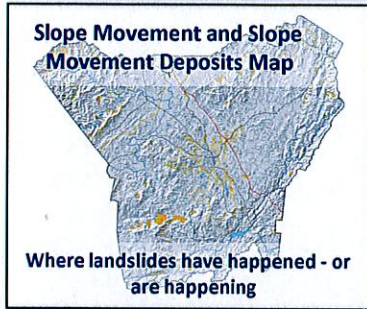 Slope Movement and Slope
Movement Deposits Map
Where landslides have happened - or
are happening